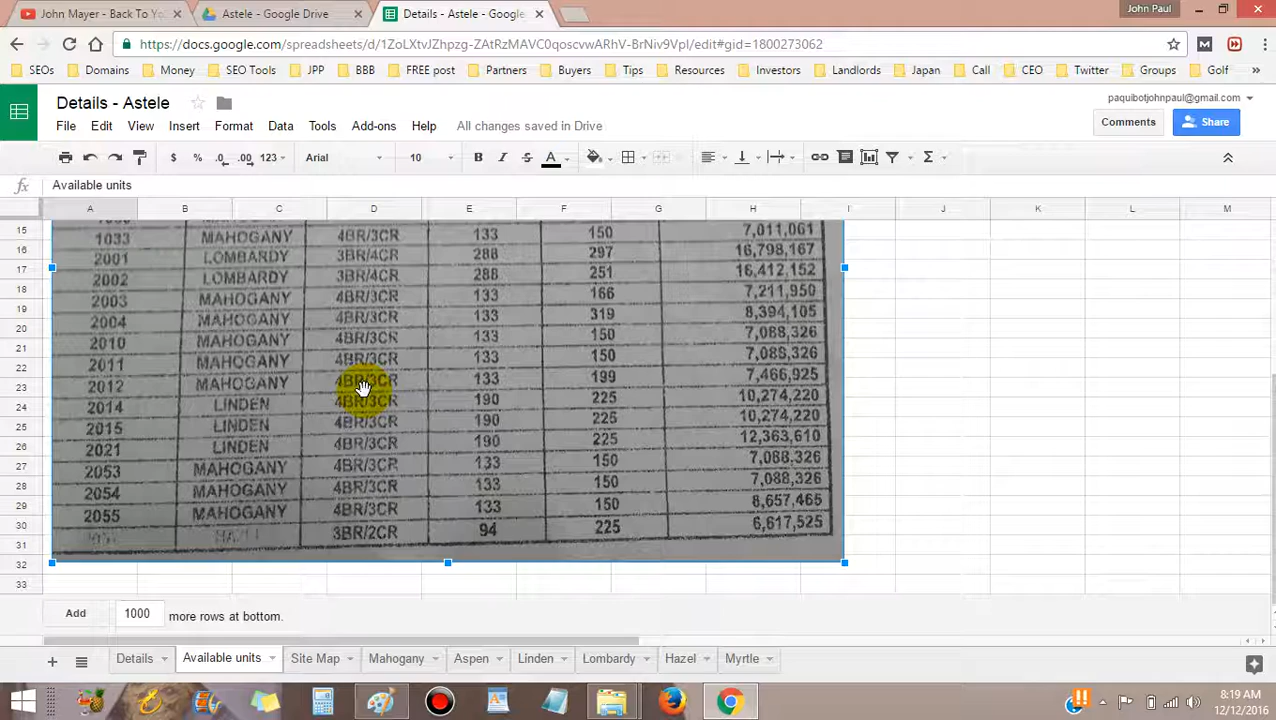 John Mayer - Back To Yo × Astele - Google Drive × Details - Astele - Google × John Paul
https://docs.google.com/spreadsheets/d/1ZoLXtvJZhpzg-ZAtRzMAVC0qoscvwARhV-BrNiv9VpI/edit#gid=1800273062
SEOs Domains Money SEO Tools JPP BBB FREE post Partners Buyers Tips Resources Investors Landlords Japan Call CEO Twitter Groups Golf »
Details - Astele paquibotjohnpaul@gmail.com
File Edit View Insert Format Data Tools Add-ons Help All changes saved in Drive Comments Share
$ % .0 .00 123 Arial 10 B I S A Σ
fx Available units
A B C D E F G H I J K L M
15
1033 MAHOGANY 4BR/3CR 133 150 7,011,061
16 2001 LOMBARDY 3BR/4CR 288 297 16,798,167
17 2002 LOMBARDY 3BR/4CR 288 251 16,412,152
18 2003 MAHOGANY 4BR/3CR 133 166 7,211,950
19 2004 MAHOGANY 4BR/3CR 133 319 8,394,105
20 2010 MAHOGANY 4BR/3CR 133 150 7,088,326
21 2011 MAHOGANY 4BR/3CR 133 150 7,088,326
22 2012 MAHOGANY 4BR/3CR 133 199 7,466,925
23 2014 LINDEN 4BR/3CR 190 225 10,274,220
24 2015 LINDEN 4BR/3CR 190 225 10,274,220
25 2021 LINDEN 4BR/3CR 190 225 12,363,610
26 2053 MAHOGANY 4BR/3CR 133 150 7,088,326
27 2054 MAHOGANY 4BR/3CR 133 150 7,088,326
28 2055 MAHOGANY 4BR/3CR 133 150 8,657,465
29 3BR/2CR 94 225 6,617,525
30
31
32
33
Add 1000 more rows at bottom.
+ Details Available units Site Map Mahogany Aspen Linden Lombardy Hazel Myrtle
8:19 AM
12/12/2016